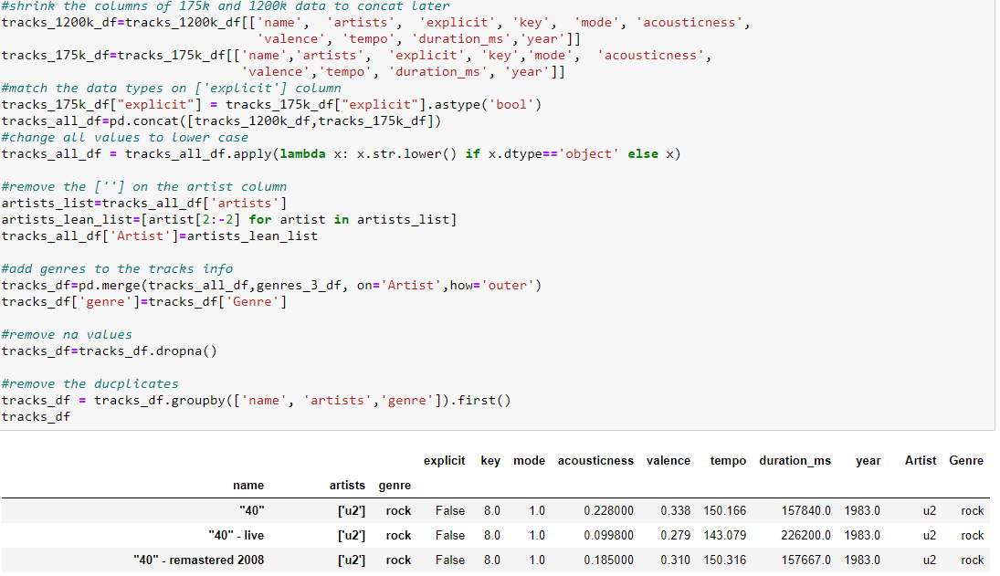 #shrink the columns of 175k and 1200k data to concat later
tracks_1200k_df=tracks_1200k_df[['name',  'artists',  'explicit', 'key',  'mode', 'acousticness',
'valence', 'tempo', 'duration_ms','year']]
tracks_175k_df=tracks_175k_df[['name','artists',  'explicit', 'key','mode',  'acousticness',
'valence','tempo', 'duration_ms', 'year']]
#match the data types on ['explicit'] column
tracks_175k_df["explicit"] = tracks_175k_df["explicit"].astype('bool')
tracks_all_df=pd.concat([tracks_1200k_df,tracks_175k_df])
#change all values to lower case
tracks_all_df = tracks_all_df.apply(lambda x: x.str.lower() if x.dtype=='object' else x)
#remove the [''] on the artist column
artists_list=tracks_all_df['artists']
artists_lean_list=[artist[2:-2] for artist in artists_list]
tracks_all_df['Artist']=artists_lean_list
#add genres to the tracks info
tracks_df=pd.merge(tracks_all_df,genres_3_df, on='Artist',how='outer')
tracks_df['genre']=tracks_df['Genre']
#remove na values
tracks_df=tracks_df.dropna()
#remove the ducplicates
tracks_df = tracks_df.groupby(['name', 'artists','genre']).first()
tracks_df
explicit key mode acousticness valence tempo duration_ms year Artist Genre
name artists genre
"40" ['u2'] rock False 8.0 1.0 0.228000 0.338 150.166 157840.0 1983.0 u2 rock
"40" - live ['u2'] rock False 8.0 1.0 0.099800 0.279 143.079 226200.0 1983.0 u2 rock
"40" - remastered 2008 ['u2'] rock False 8.0 1.0 0.185000 0.310 150.316 157667.0 1983.0 u2 rock